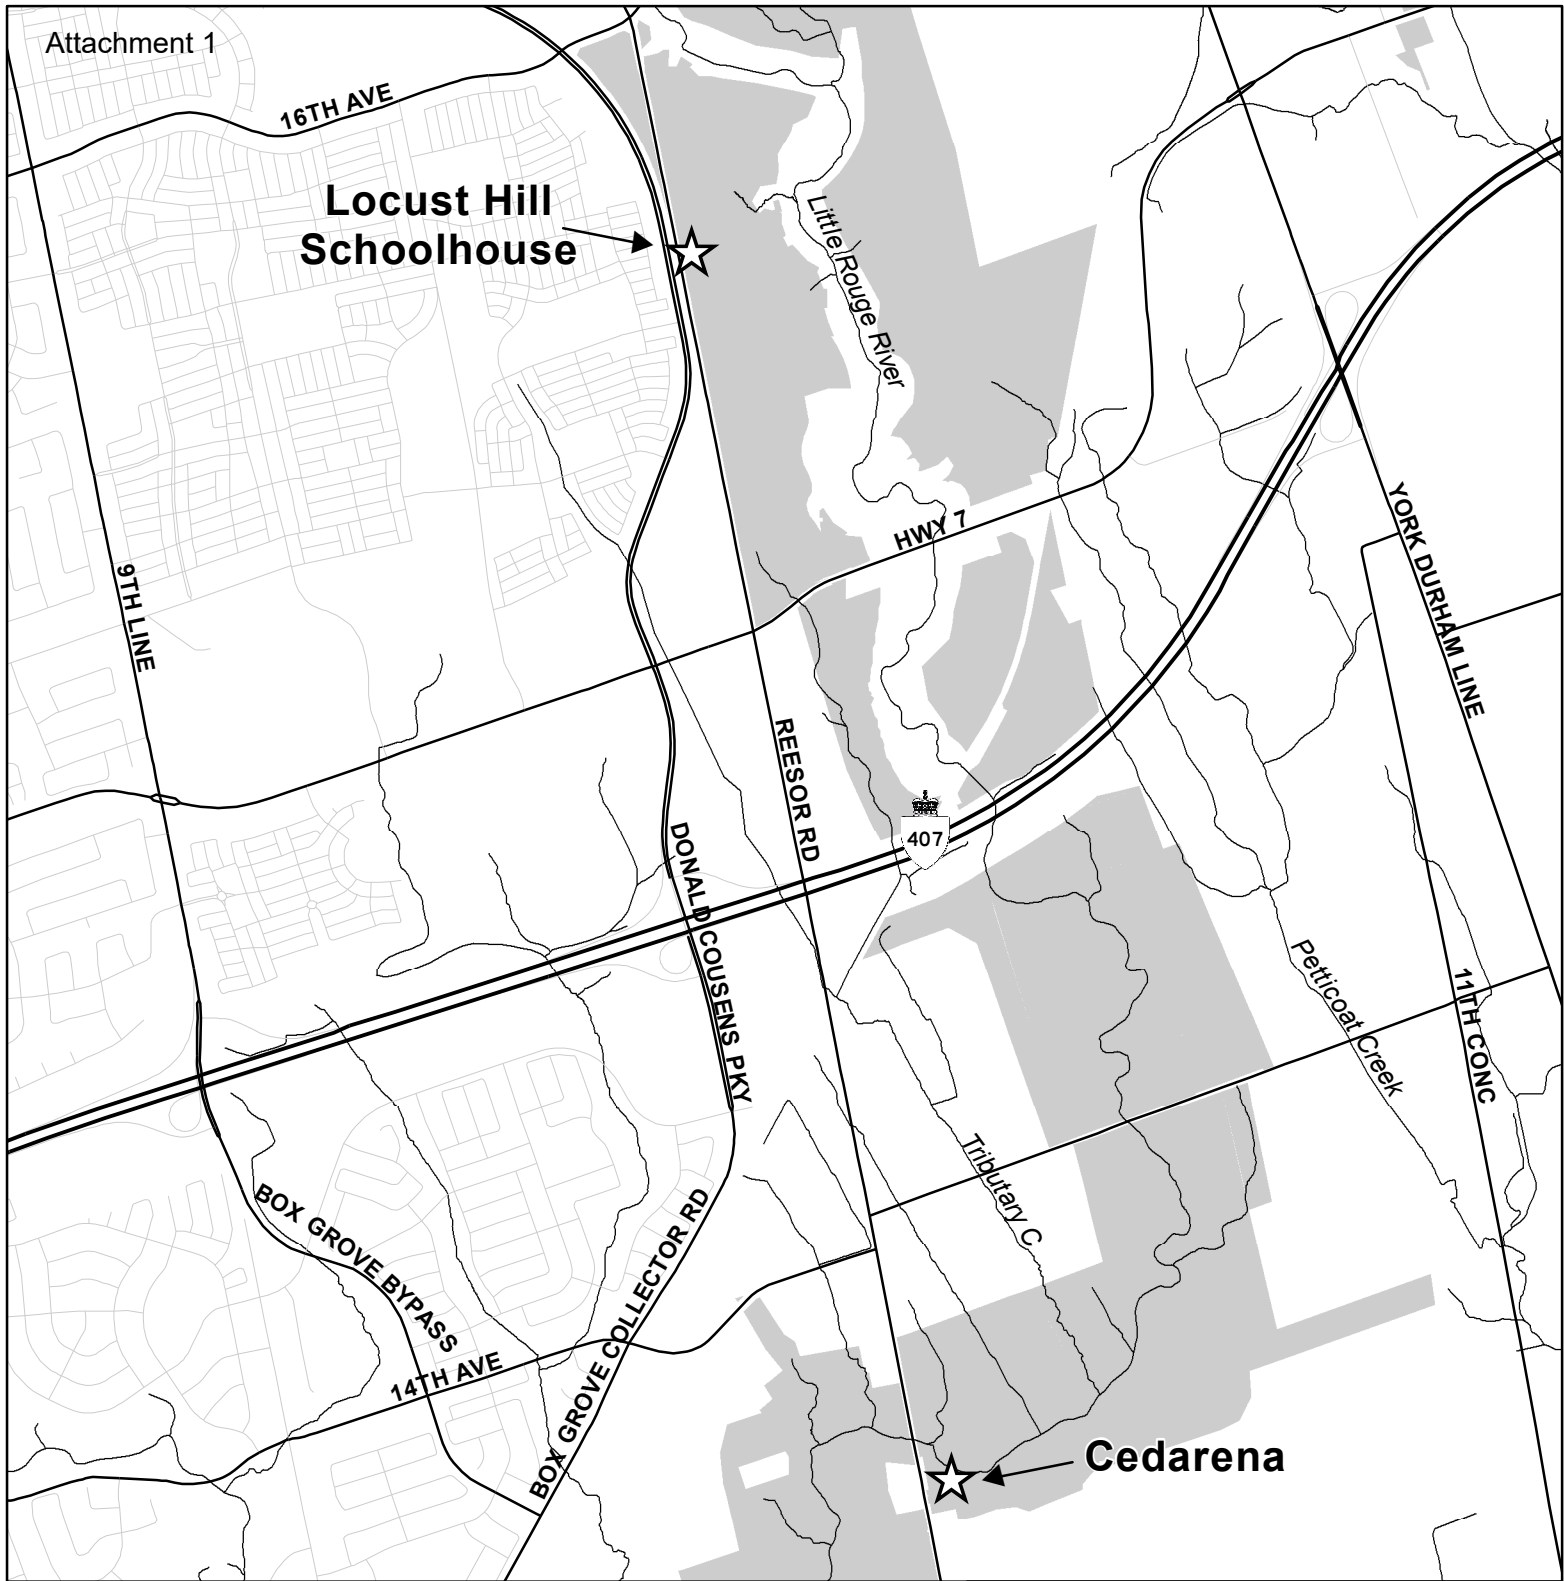 Attachment 1
16TH AVE
Locust Hill
Schoolhouse
Little Rouge River
HWY 7
YORK DURHAM LINE
9TH LINE
REESOR RD
407
DONALD COUSENS PKY
Petticoat Creek
11TH CONC
Tributary C
BOX GROVE BYPASS
BOX GROVE COLLECTOR RD
14TH AVE
Cedarena